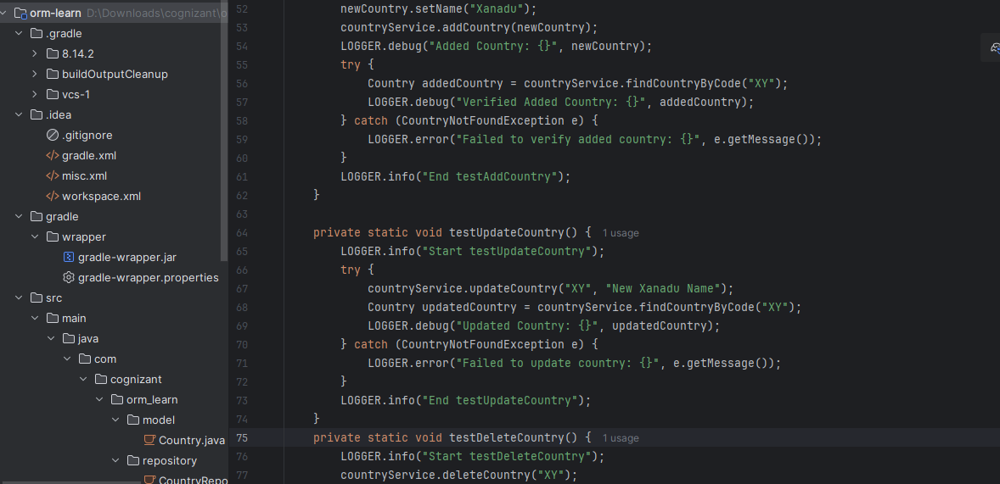 orm-learn D:\Downloads\cognizant\o
.gradle
8.14.2
buildOutputCleanup
vcs-1
.idea
.gitignore
</> gradle.xml
</> misc.xml
</> workspace.xml
gradle
wrapper
gradle-wrapper.jar
gradle-wrapper.properties
src
main
java
com
cognizant
orm_learn
model
Country.java
repository
CountryRepo
52 newCountry.setName("Xanadu");
53 countryService.addCountry(newCountry);
54 LOGGER.debug("Added Country: {}", newCountry);
55 try {
56 Country addedCountry = countryService.findCountryByCode("XY");
57 LOGGER.debug("Verified Added Country: {}", addedCountry);
58 } catch (CountryNotFoundException e) {
59 LOGGER.error("Failed to verify added country: {}", e.getMessage());
60 }
61 LOGGER.info("End testAddCountry");
62 }
63
64 private static void testUpdateCountry() { 1 usage
65 LOGGER.info("Start testUpdateCountry");
66 try {
67 countryService.updateCountry("XY", "New Xanadu Name");
68 Country updatedCountry = countryService.findCountryByCode("XY");
69 LOGGER.debug("Updated Country: {}", updatedCountry);
70 } catch (CountryNotFoundException e) {
71 LOGGER.error("Failed to update country: {}", e.getMessage());
72 }
73 LOGGER.info("End testUpdateCountry");
74 }
75 private static void testDeleteCountry() { 1 usage
76 LOGGER.info("Start testDeleteCountry");
77 countryService.deleteCountry("XY");